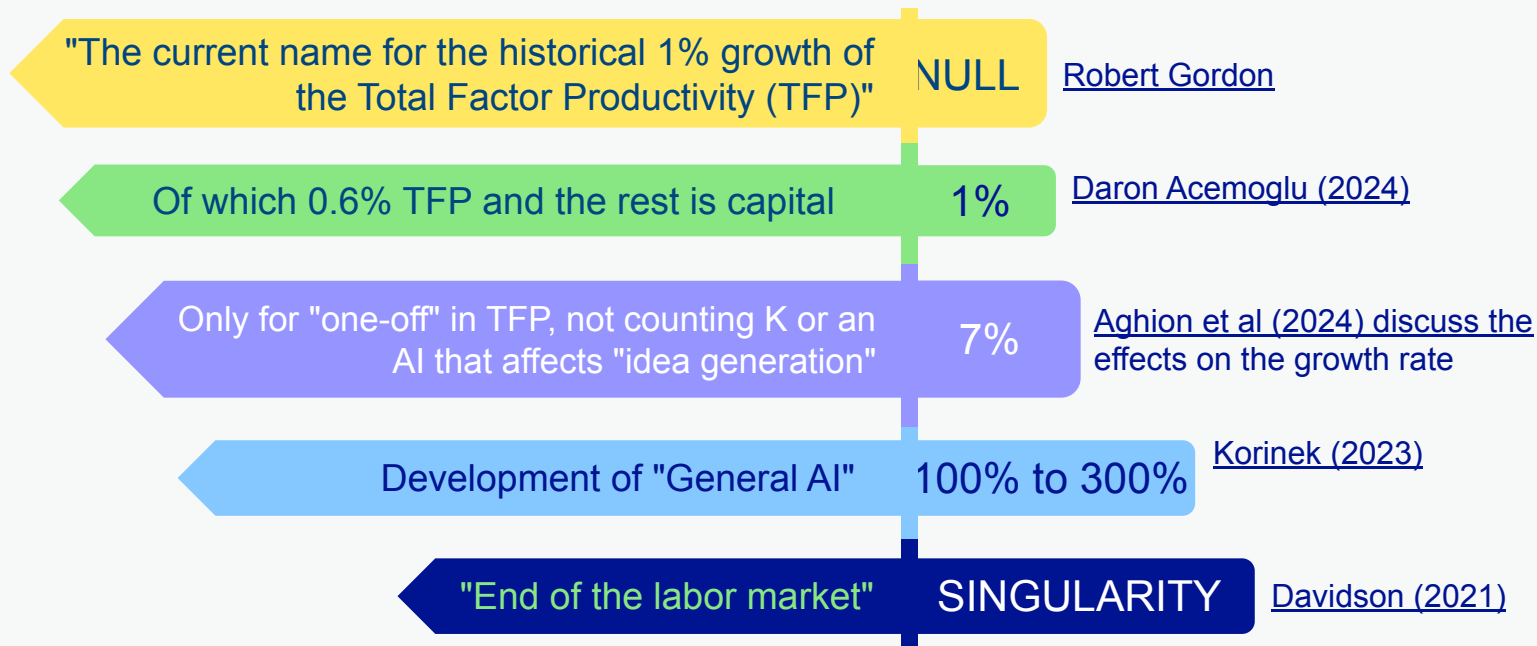 "The current name for the historical 1% growth of
the Total Factor Productivity (TFP)"
NULL
Robert Gordon
Of which 0.6% TFP and the rest is capital
1%
Daron Acemoglu (2024)
Only for "one-off" in TFP, not counting K or an
AI that affects "idea generation"
7%
Aghion et al (2024) discuss the
effects on the growth rate
Development of "General AI"
100% to 300%
Korinek (2023)
"End of the labor market"
SINGULARITY
Davidson (2021)